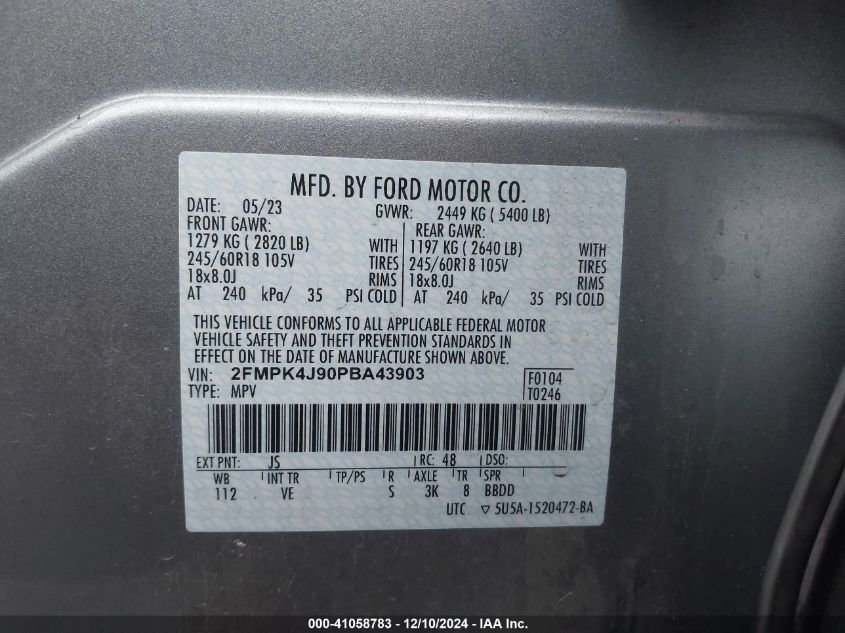 MFD. BY FORD MOTOR CO.
DATE: 05/23 GVWR: 2449 KG ( 5400 LB)
FRONT GAWR: REAR GAWR:
1279 KG ( 2820 LB) WITH 1197 KG ( 2640 LB) WITH
245/60R18 105V TIRES 245/60R18 105V TIRES
18x8.0J RIMS 18x8.0J RIMS
AT 240 kPa/ 35 PSI COLD AT 240 kPa/ 35 PSI COLD
THIS VEHICLE CONFORMS TO ALL APPLICABLE FEDERAL MOTOR
VEHICLE SAFETY AND THEFT PREVENTION STANDARDS IN
EFFECT ON THE DATE OF MANUFACTURE SHOWN ABOVE.
VIN: 2FMPK4J90PBA43903 F0104
TYPE: MPV T0246
EXT PNT: JS RC: 48 DSO:
WB INT TR TP/PS R AXLE TR SPR
112 VE S 3K 8 BBDD
UTC ▽ 5U5A-1520472-BA
000-41058783 - 12/10/2024 - IAA Inc.